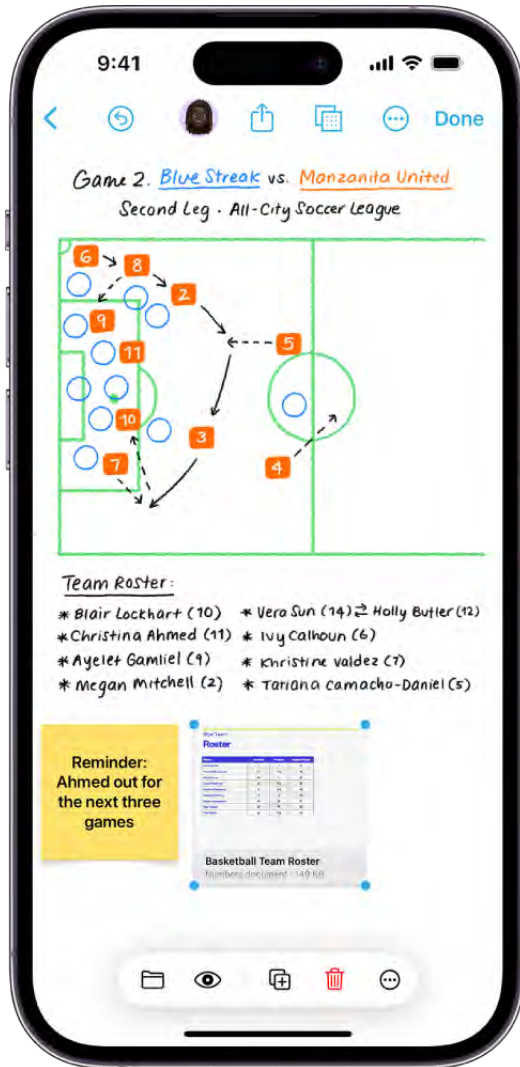 9:41
Done
Game 2. Blue Streak vs. Manzanita United
Second Leg · All-City Soccer League
6
8
2
9
5
11
10
3
7
4
Team Roster:
* Blair Lockhart (10) * Vera Sun (14) ⇄ Holly Butler (12)
* Christina Ahmed (11) * Ivy Calhoun (6)
* Ayelet Gamliel (9) * Khristine Valdez (7)
* Megan Mitchell (2) * Tatiana Camacho-Daniel (5)
Reminder:
Ahmed out for
the next three
games
Blue Team
Roster
Basketball Team Roster
Numbers document · 149 KB